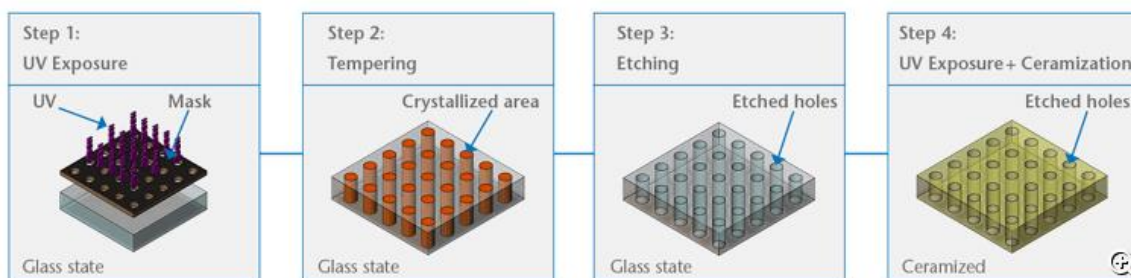 Step 1:
UV Exposure
UV
Mask
Glass state
Step 2:
Tempering
Crystallized area
Glass state
Step 3:
Etching
Etched holes
Glass state
Step 4:
UV Exposure + Ceramization
Etched holes
Ceramized